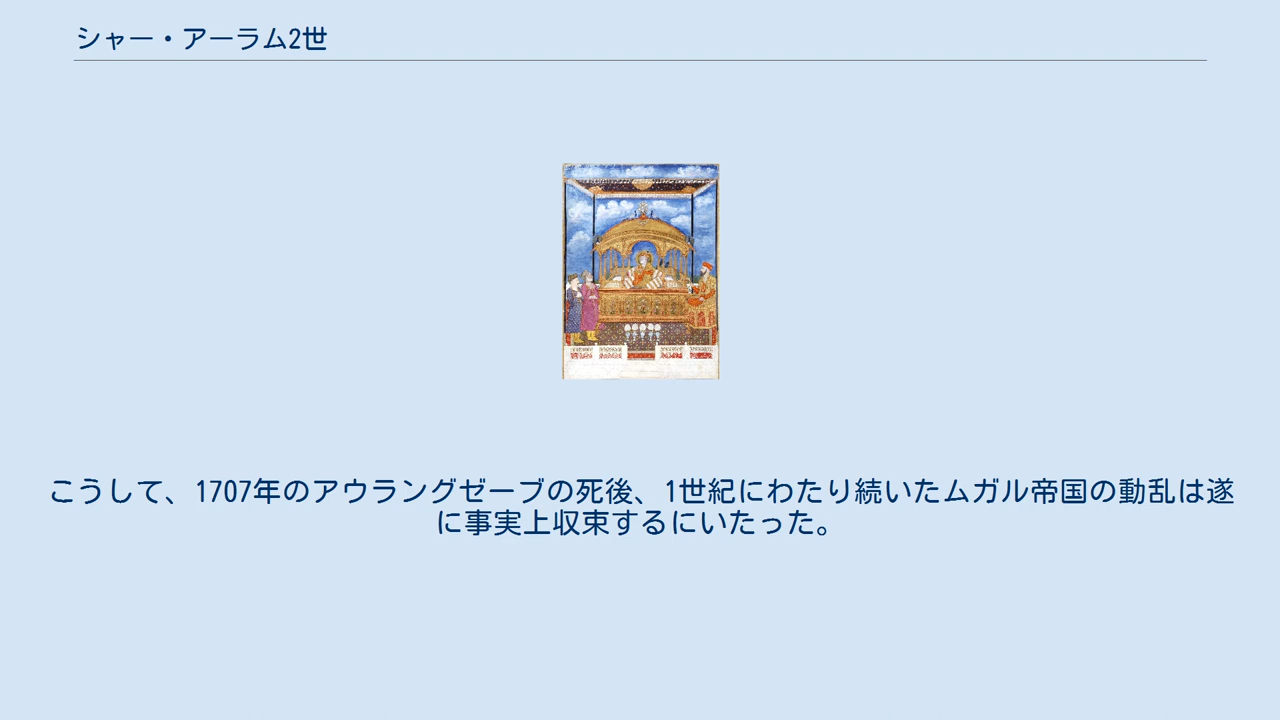 シャー・アーラム2世
こうして、1707年のアウラングゼーブの死後、1世紀にわたり続いたムガル帝国の動乱は遂
に事実上収束するにいたった。